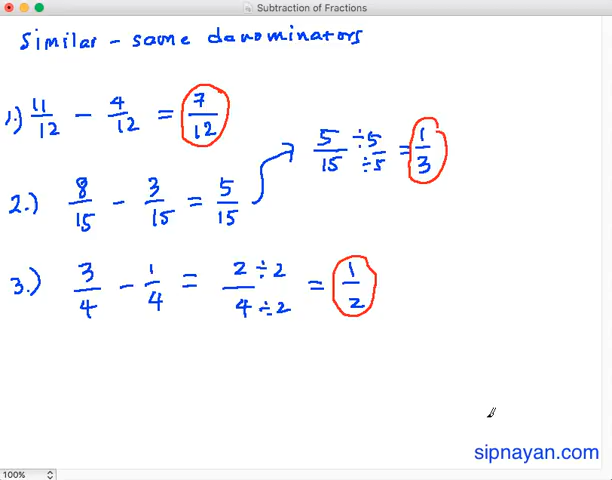 Subtraction of Fractions
Similar - same denominators
1.) 11/12 - 4/12 = 7/12
2.) 8/15 - 3/15 = 5/15
5/15 ÷5/÷5 = 1/3
3.) 3/4 - 1/4 = 2÷2/4÷2 = 1/2
sipnayan.com
100%